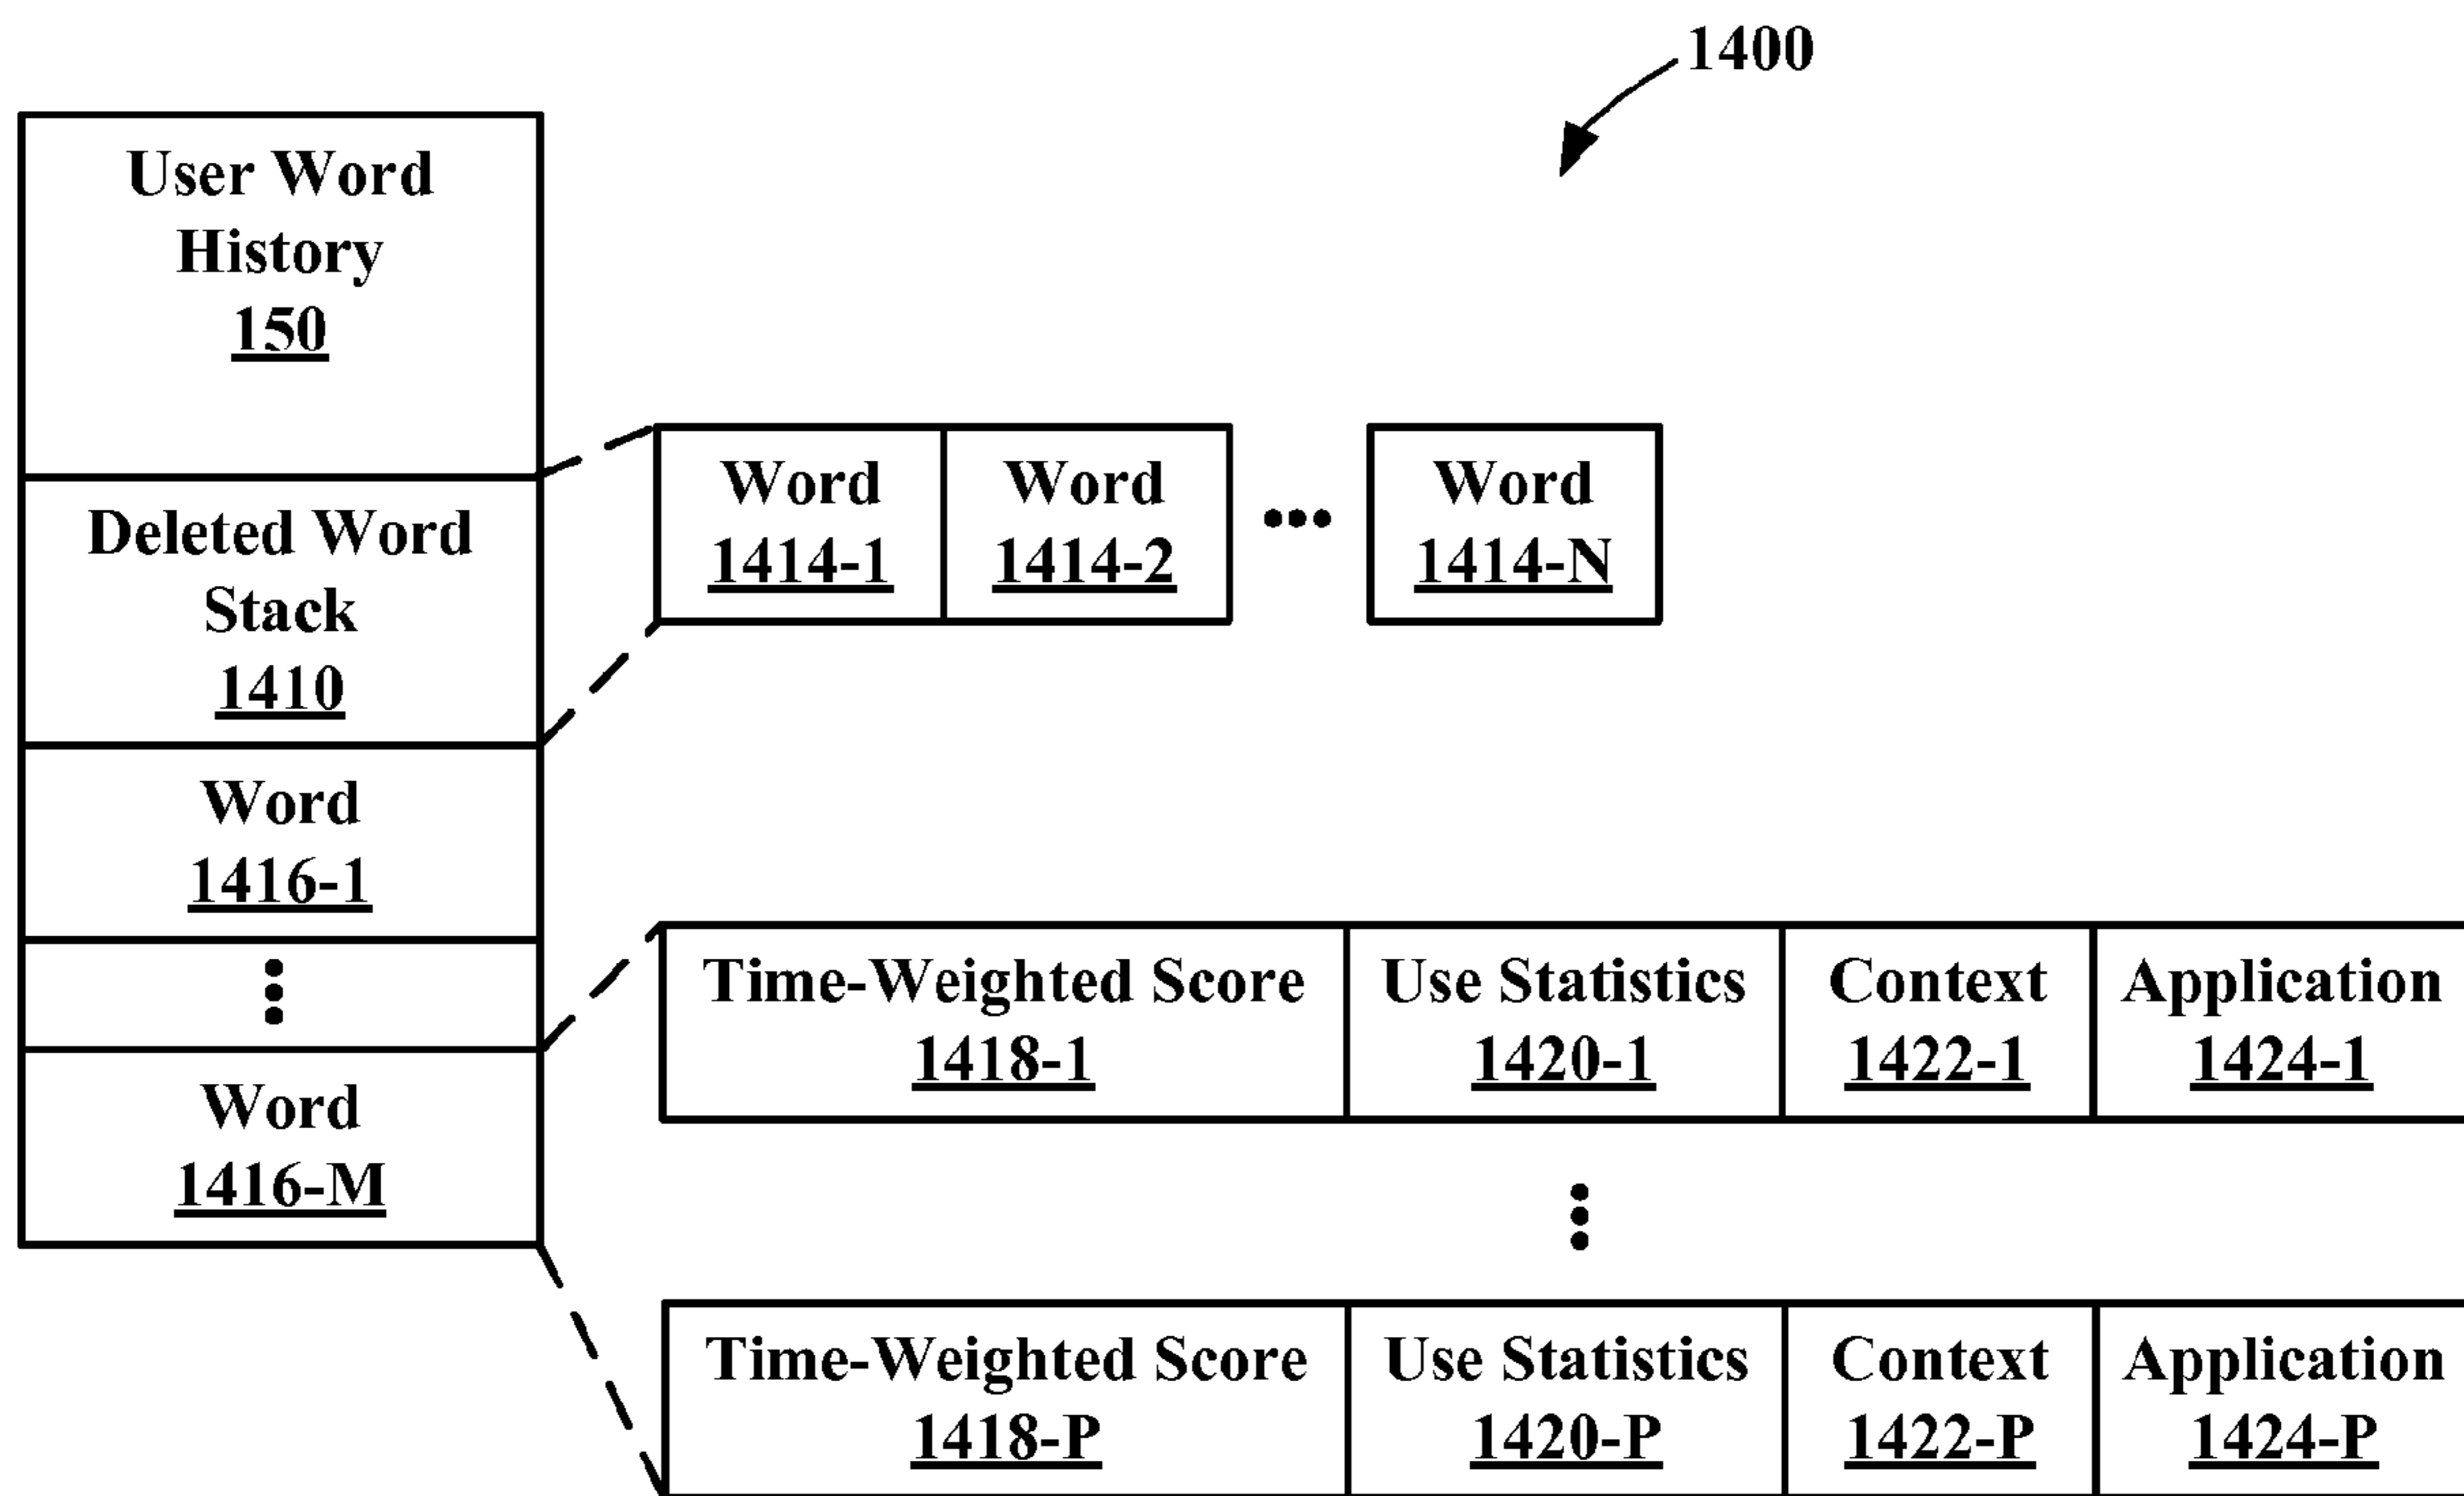 1400
User Word
History
150
Deleted Word
Stack
1410
Word
1414-1
Word
1414-2
Word
1414-N
Word
1416-1
Word
1416-M
Time-Weighted Score
1418-1
Use Statistics
1420-1
Context
1422-1
Application
1424-1
Time-Weighted Score
1418-P
Use Statistics
1420-P
Context
1422-P
Application
1424-P